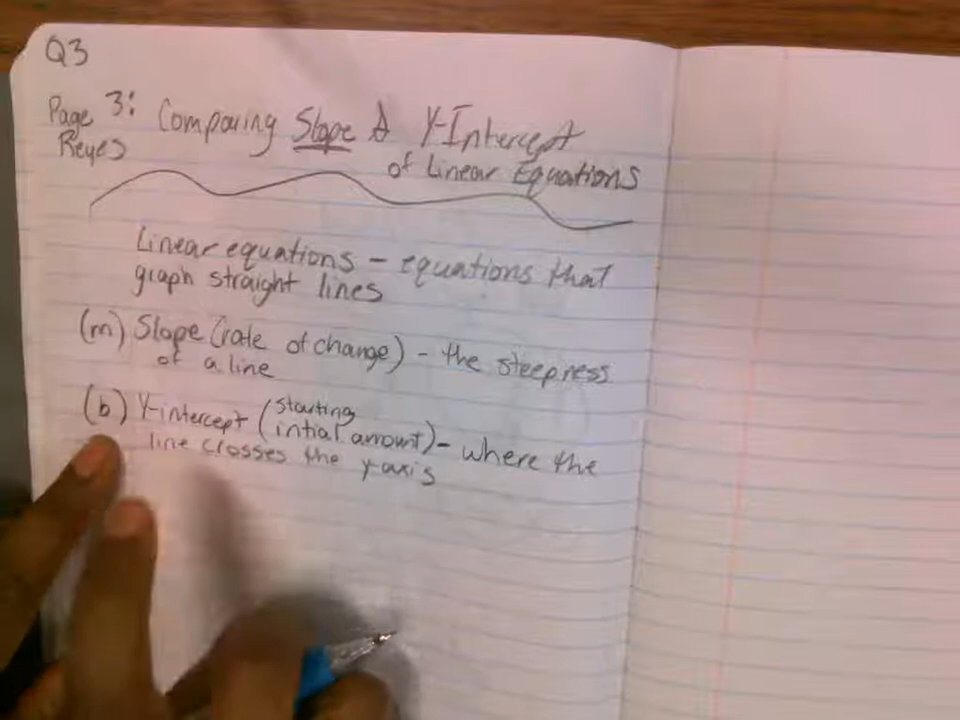 Q3
Page 3: Comparing Slope & Y-Intercept
Reyes of Linear Equations
Linear equations - equations that
graph straight lines
(m) Slope (rate of change) - the steepness
of a line
(b) Y-intercept (starting
intial amount) - where the
line crosses the y-axis